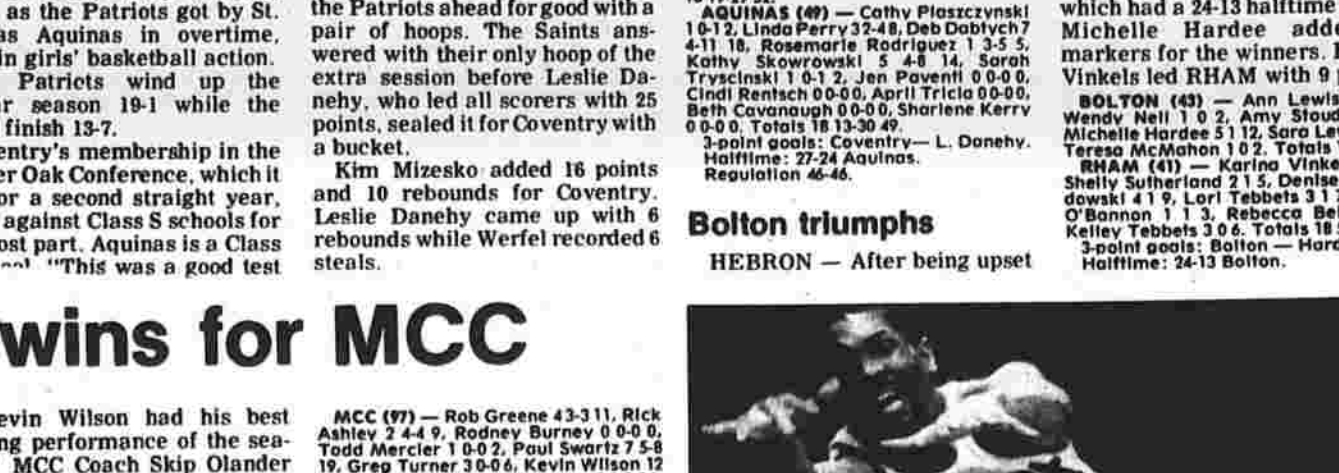 as the Patriots got by St.
as Aquinas in overtime,
in girls' basketball action.
Patriots wind up the
r season 19-1 while the
finish 13-7.
entry's membership in the
er Oak Conference, which it
or a second straight year,
against Class S schools for
ost part. Aquinas is a Class
"This was a good test
the Patriots ahead for good with a
pair of hoops. The Saints ans-
wered with their only hoop of the
extra session before Leslie Da-
nehy, who led all scorers with 25
points, sealed it for Coventry with
a bucket.
Kim Mizesko added 16 points
and 10 rebounds for Coventry.
Leslie Danehy came up with 6
rebounds while Werfel recorded 6
steals.
AQUINAS (49) — Cathy Plaszczynski
1 0-1 2, Linda Perry 3 2-4 8, Deb Dabtych 7
4-11 18, Rosemarie Rodriguez 1 3-5 5,
Kathy Skowrowski 5 4-8 14, Sarah
Tryscinski 1 0-1 2, Jen Paventi 0 0-0 0,
Cindi Rentsch 0 0-0 0, April Tricia 0 0-0 0,
Beth Cavanaugh 0 0-0 0, Sharlene Kerry
0 0-0 0. Totals 18 13-30 49.
3-point goals: Coventry— L. Danehy.
Halftime: 27-24 Aquinas.
Regulation 46-46.
Bolton triumphs
HEBRON — After being upset
which had a 24-13 halftime
Michelle Hardee add
markers for the winners.
Vinkels led RHAM with 9
BOLTON (43) — Ann Lewi
Wendy Neil 1 0 2, Amy Stou
Michelle Hardee 5 1 12, Sara Le
Teresa McMahon 1 0 2. Totals
RHAM (41) — Karina Vinke
Shelly Sutherland 2 1 5, Denise
dowski 4 1 9, Lori Tebbets 3 1
O'Bannon 1 1 3, Rebecca Be
Kelley Tebbets 3 0 6. Totals 18
3-point goals: Bolton — Hard
Halftime: 24-13 Bolton.
wins for MCC
evin Wilson had his best
ng performance of the sea-
MCC Coach Skip Olander
MCC (97) — Rob Greene 4 3-3 11, Rick
Ashley 2 4-4 9, Rodney Burney 0 0-0 0,
Todd Mercier 1 0-0 2, Paul Swartz 7 5-8
19, Greg Turner 3 0-0 6, Kevin Wilson 12